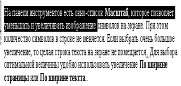 На панели инструментов есть окно-список Масштаб, которое позволяет
уменьшать и увеличивать изображение символов на экране. При этом
количество символов в строке не меняется. Если выбрать очень большое
увеличение, то целая строка текста на экране не поместится. Для выбора
оптимальной величины удобно использовать увеличение По ширине
страницы или По ширине текста.